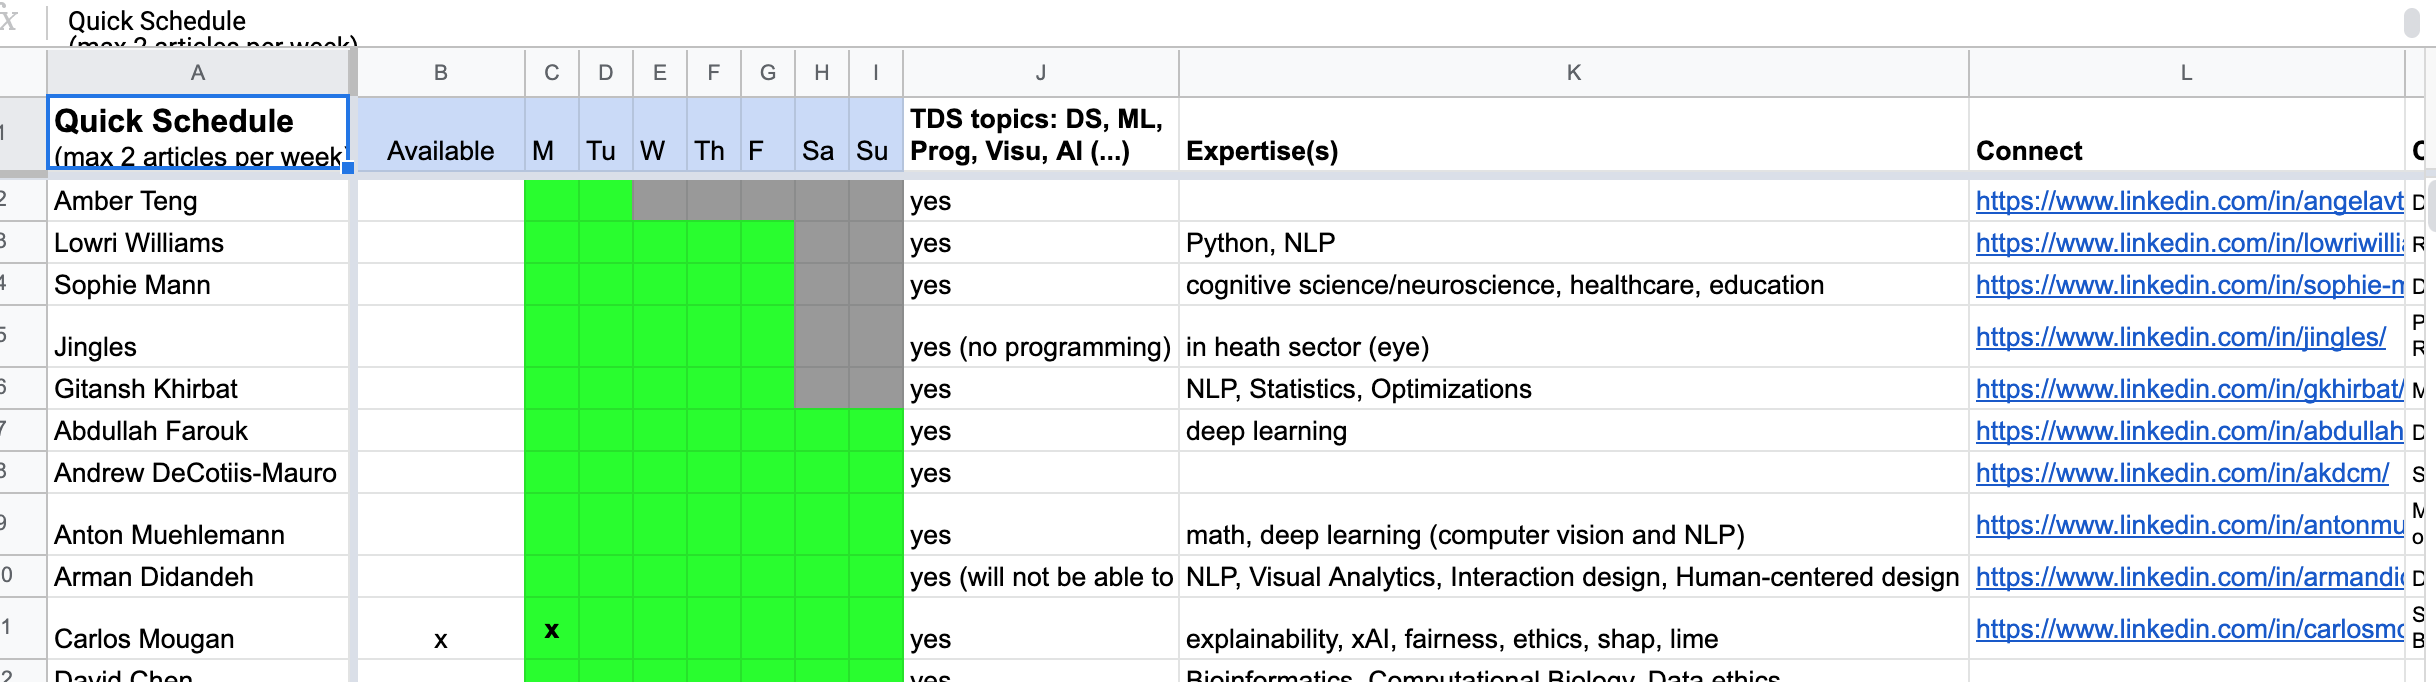 Quick Schedule
(max 2 articles per week)
A B C D E F G H I J K L
1 Quick Schedule
(max 2 articles per week
Available M Tu W Th F Sa Su
TDS topics: DS, ML,
Prog, Visu, AI (...)
Expertise(s) Connect
2 Amber Teng yes https://www.linkedin.com/in/angelavt D
3 Lowri Williams yes Python, NLP https://www.linkedin.com/in/lowriwillia R
4 Sophie Mann yes cognitive science/neuroscience, healthcare, education https://www.linkedin.com/in/sophie-m D
5 Jingles yes (no programming) in heath sector (eye) https://www.linkedin.com/in/jingles/ P
R
6 Gitansh Khirbat yes NLP, Statistics, Optimizations https://www.linkedin.com/in/gkhirbat/ M
7 Abdullah Farouk yes deep learning https://www.linkedin.com/in/abdullah D
8 Andrew DeCotiis-Mauro yes https://www.linkedin.com/in/akdcm/ S
9 Anton Muehlemann yes math, deep learning (computer vision and NLP) https://www.linkedin.com/in/antonmu M
o
0 Arman Didandeh yes (will not be able to NLP, Visual Analytics, Interaction design, Human-centered design https://www.linkedin.com/in/armandid D
1 Carlos Mougan x x yes explainability, xAI, fairness, ethics, shap, lime https://www.linkedin.com/in/carlosmo S
B
2 David Chen yes Bioinformatics, Computational Biology, Data ethics